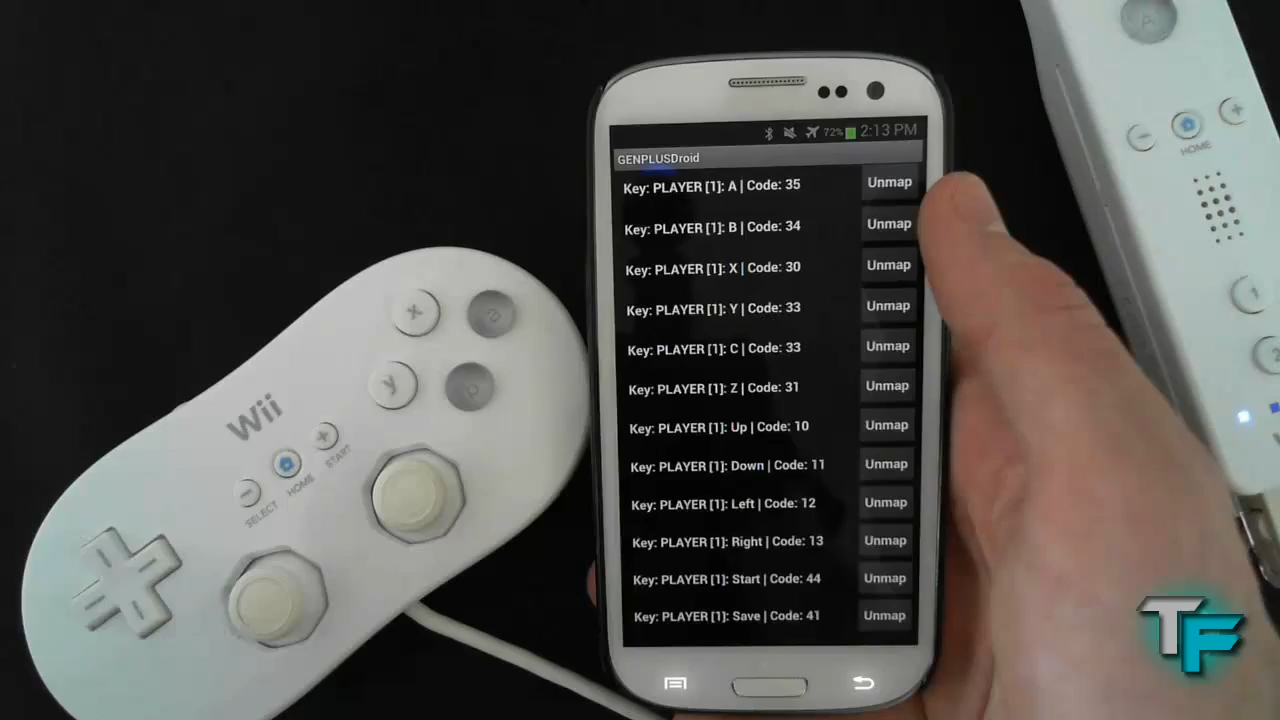 72% 2:13 PM
GENPLUSDroid
Key: PLAYER [1]: A | Code: 35 Unmap
Key: PLAYER [1]: B | Code: 34 Unmap
Key: PLAYER [1]: X | Code: 30 Unmap
Key: PLAYER [1]: Y | Code: 33 Unmap
Key: PLAYER [1]: C | Code: 33 Unmap
Key: PLAYER [1]: Z | Code: 31 Unmap
Key: PLAYER [1]: Up | Code: 10 Unmap
Key: PLAYER [1]: Down | Code: 11 Unmap
Key: PLAYER [1]: Left | Code: 12 Unmap
Key: PLAYER [1]: Right | Code: 13 Unmap
Key: PLAYER [1]: Start | Code: 44 Unmap
Key: PLAYER [1]: Save | Code: 41 Unmap
x
a
y
b
Wii
SELECT
HOME
START
A
HOME
1
2
TF